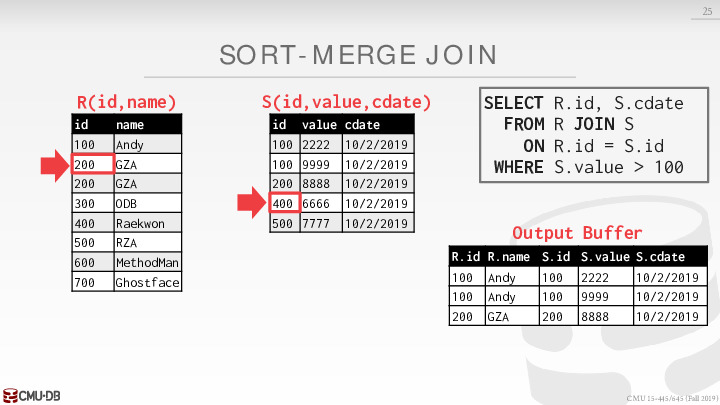 25
SORT-MERGE JOIN
R(id,name)
id name
100 Andy
200 GZA
200 GZA
300 ODB
400 Raekwon
500 RZA
600 MethodMan
700 Ghostface
S(id,value,cdate)
id value cdate
100 2222 10/2/2019
100 9999 10/2/2019
200 8888 10/2/2019
400 6666 10/2/2019
500 7777 10/2/2019
SELECT R.id, S.cdate
FROM R JOIN S
ON R.id = S.id
WHERE S.value > 100
Output Buffer
R.id R.name S.id S.value S.cdate
100 Andy 100 2222 10/2/2019
100 Andy 100 9999 10/2/2019
200 GZA 200 8888 10/2/2019
CMU·DB
CMU 15-445/645 (Fall 2019)